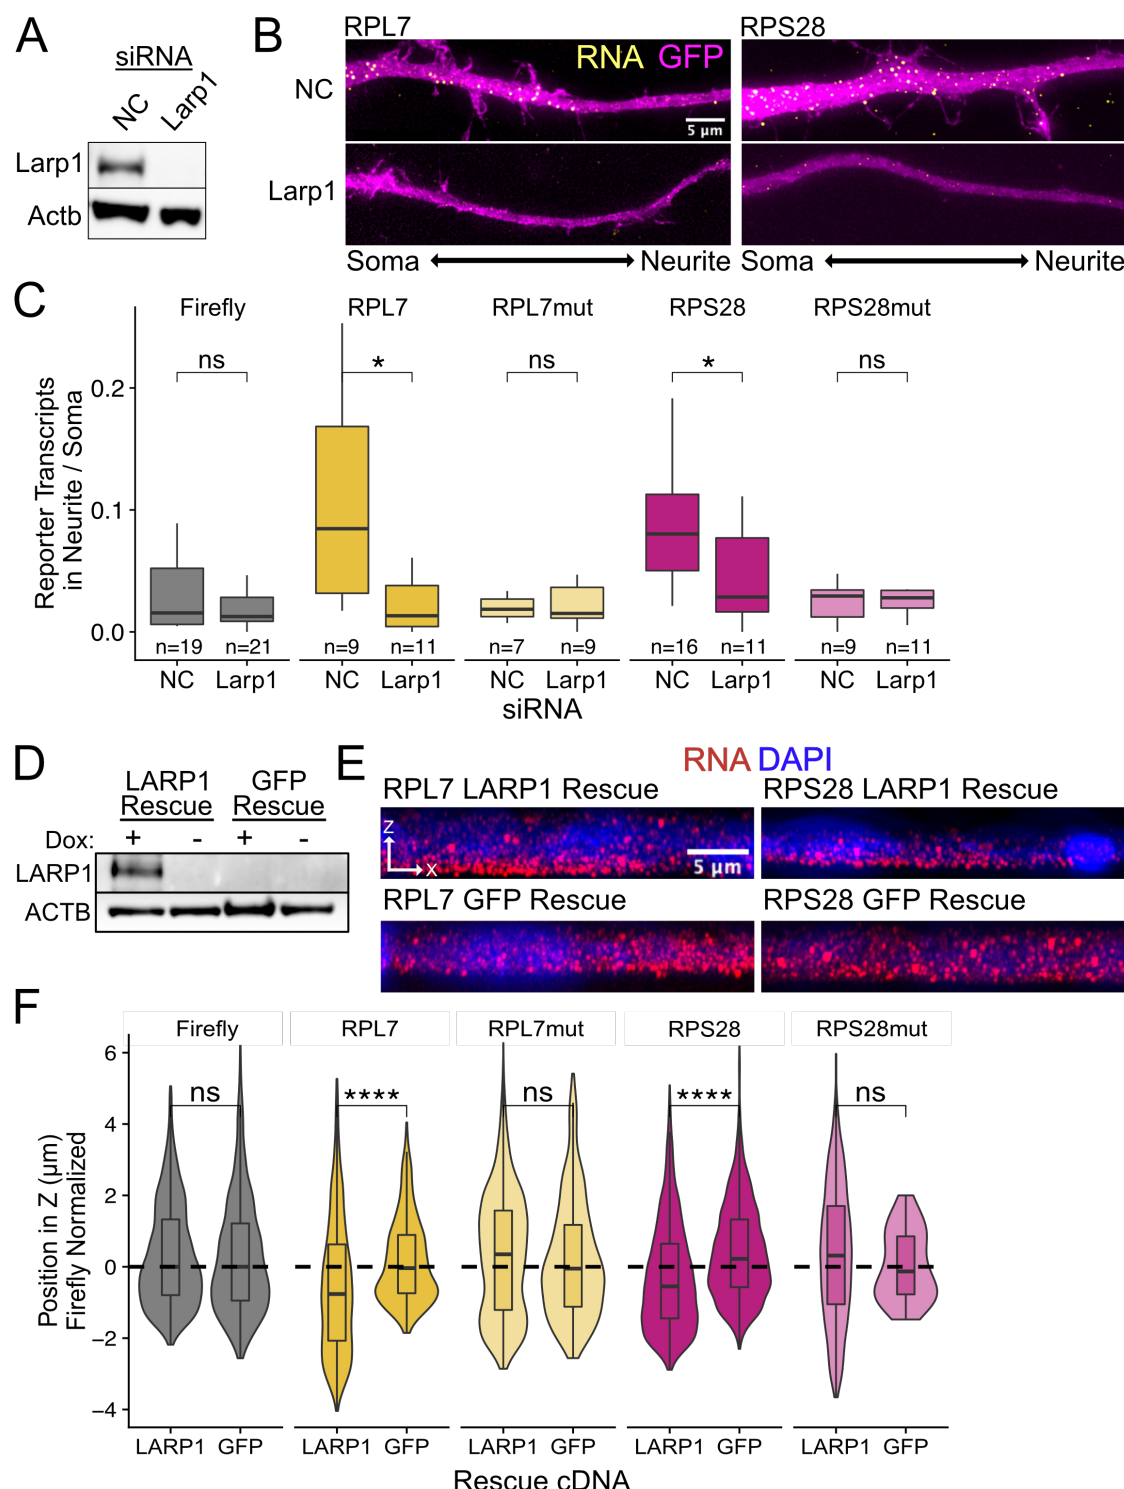 A
siRNA
NC
Larp1
Larp1
Actb
B
RPL7
RPS28
RNA GFP
NC
5 µm
Larp1
Soma
Neurite
Soma
Neurite
C
Firefly
RPL7
RPL7mut
RPS28
RPS28mut
ns
*
ns
*
ns
Reporter Transcripts
in Neurite / Soma
0.2
0.1
0.0
n=19 n=21 n=9 n=11 n=7 n=9 n=16 n=11 n=9 n=11
NC Larp1 NC Larp1 NC Larp1 NC Larp1 NC Larp1
siRNA
D
LARP1 GFP
Rescue Rescue
Dox: + - + -
LARP1
ACTB
E
RNA DAPI
RPL7 LARP1 Rescue
RPS28 LARP1 Rescue
Z
X
5 µm
RPL7 GFP Rescue
RPS28 GFP Rescue
F
Firefly
RPL7
RPL7mut
RPS28
RPS28mut
ns
****
ns
****
ns
Position in Z (µm)
Firefly Normalized
6
4
2
0
−2
−4
LARP1 GFP LARP1 GFP LARP1 GFP LARP1 GFP LARP1 GFP
Rescue cDNA